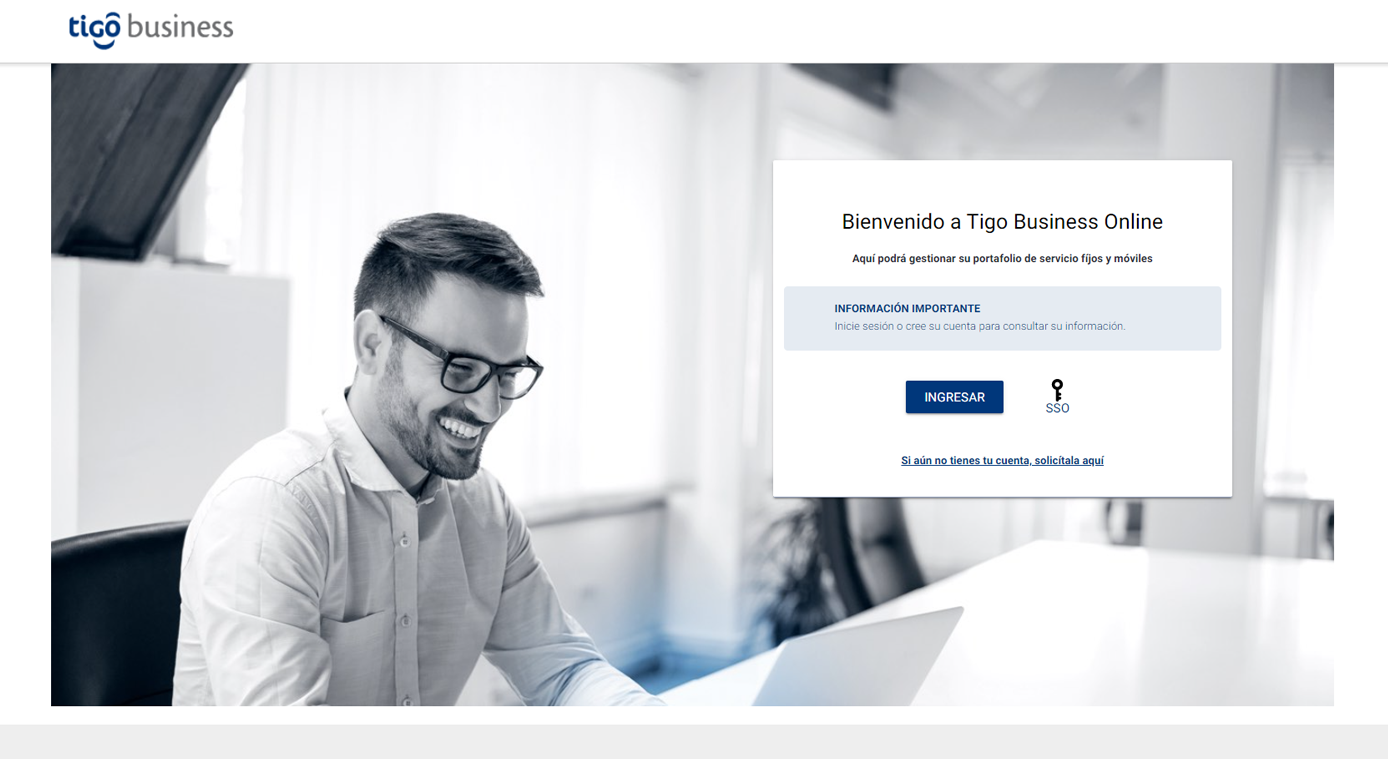 tigo business
Bienvenido a Tigo Business Online
Aquí podrá gestionar su portafolio de servicio fíjos y móviles
INFORMACIÓN IMPORTANTE
Inicie sesión o cree su cuenta para consultar su información.
INGRESAR
SSO
Si aún no tienes tu cuenta, solicítala aquí